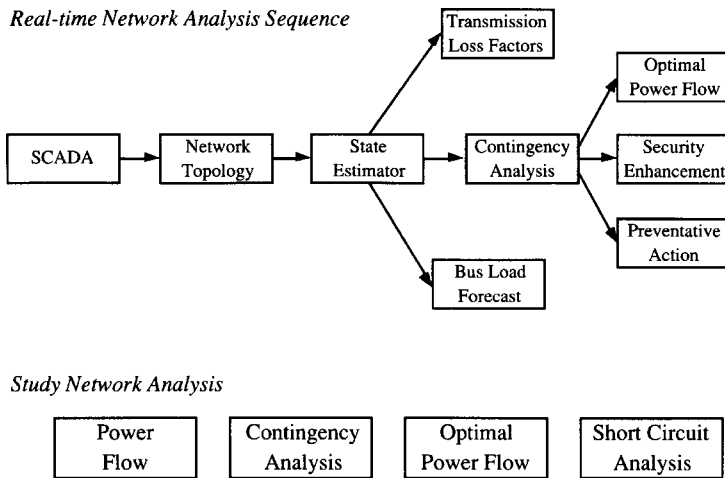 Real-time Network Analysis Sequence
Transmission
Loss Factors
Optimal
Power Flow
SCADA
Network
Topology
State
Estimator
Contingency
Analysis
Security
Enhancement
Preventative
Action
Bus Load
Forecast
Study Network Analysis
Power
Flow
Contingency
Analysis
Optimal
Power Flow
Short Circuit
Analysis